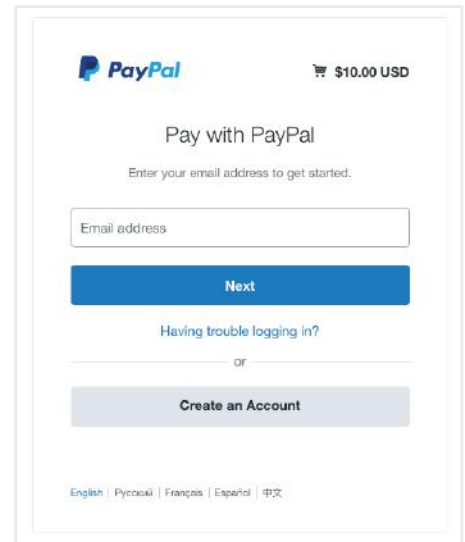 PayPal
$10.00 USD
Pay with PayPal
Enter your email address to get started.
Email address
Next
Having trouble logging in?
or
Create an Account
English | Русский | Français | Español | 中文